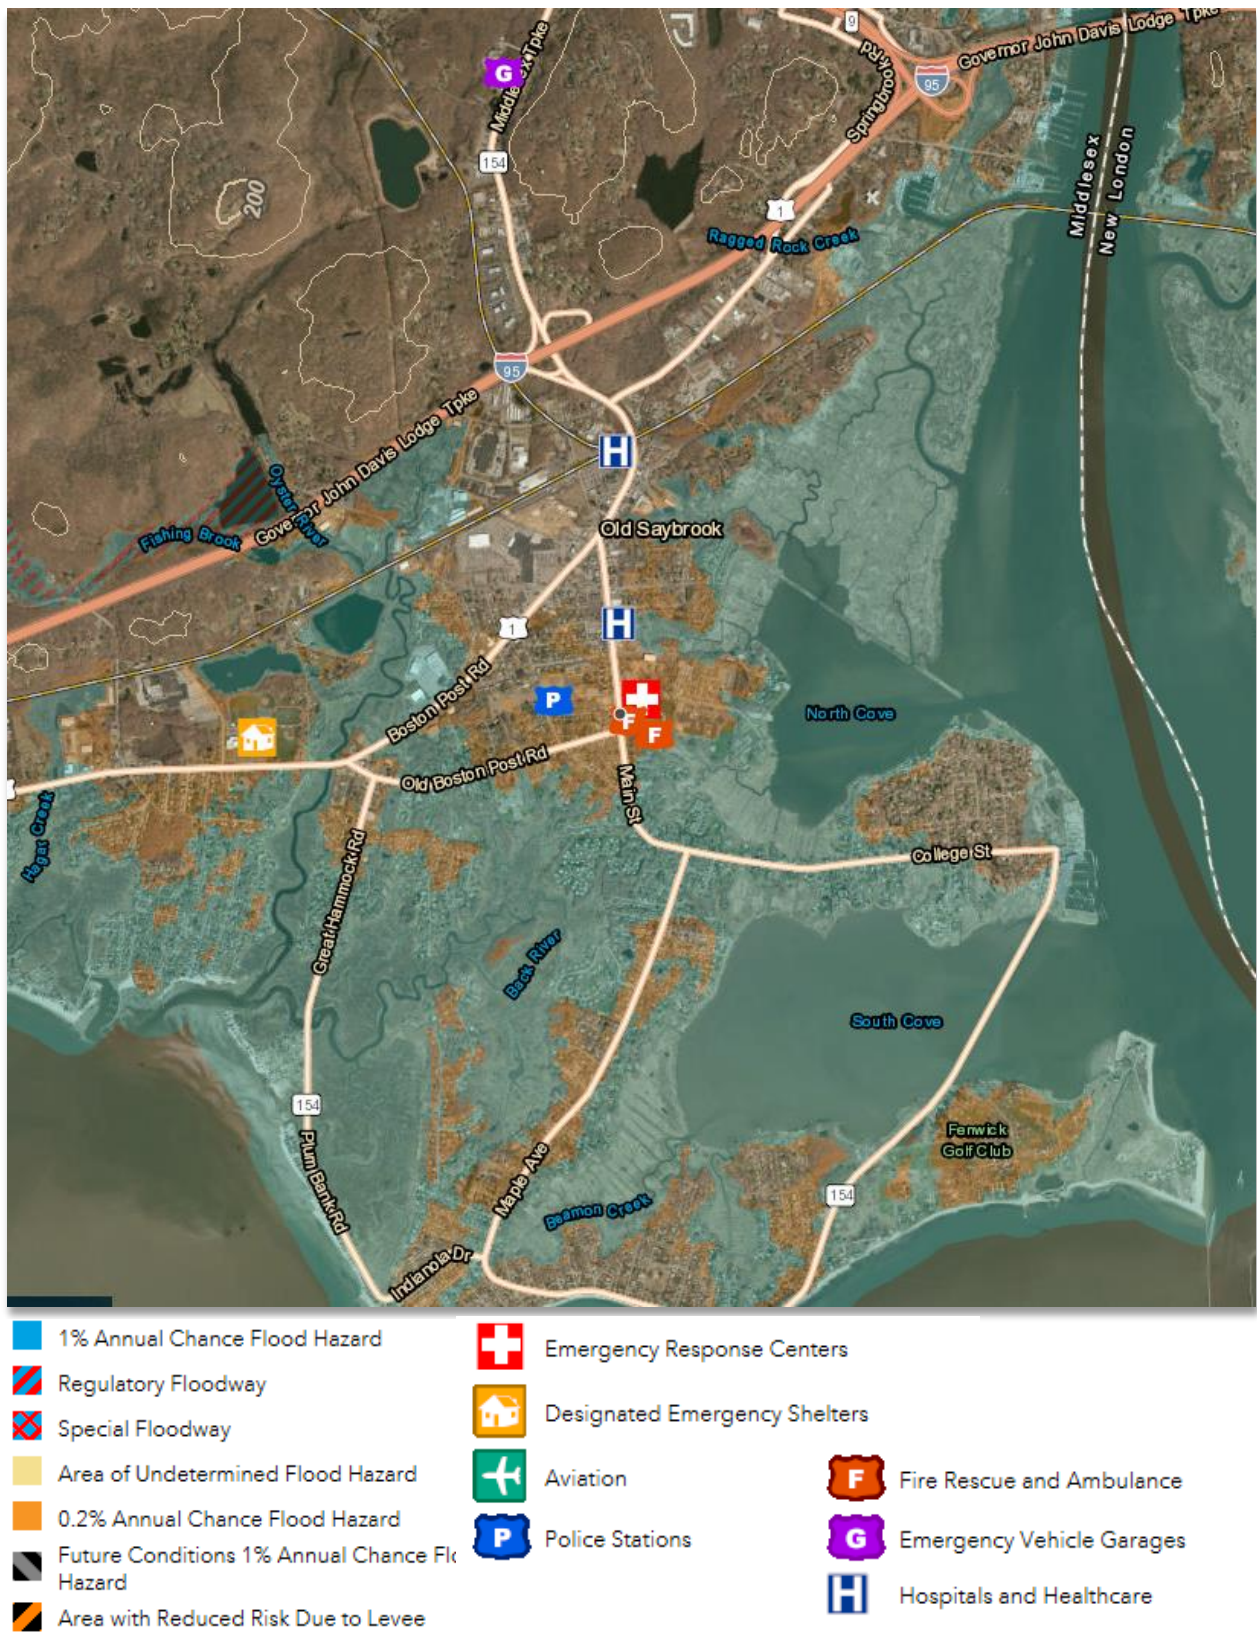 9
Governor John Davis Lodge Tpke
Middlesex Tpke
G
Springbrook Rd
95
154
Middlesex
New London
200
1
Ragged Rock Creek
95
Governor John Davis Lodge Tpke
H
Oyster River
Fishing Brook
Old Saybrook
1
H
Boston Post Rd
P
F
F
North Cove
Old Boston Post Rd
Main St
Hagar Creek
College St
Great Hammock Rd
Back River
South Cove
154
Fenwick
Golf Club
Plum Bank Rd
Maple Ave
154
Beamon Creek
Indianola Dr
1% Annual Chance Flood Hazard
Regulatory Floodway
Special Floodway
Area of Undetermined Flood Hazard
0.2% Annual Chance Flood Hazard
Future Conditions 1% Annual Chance Flo
Hazard
Area with Reduced Risk Due to Levee
Emergency Response Centers
Designated Emergency Shelters
Aviation
P Police Stations
F Fire Rescue and Ambulance
G Emergency Vehicle Garages
H Hospitals and Healthcare